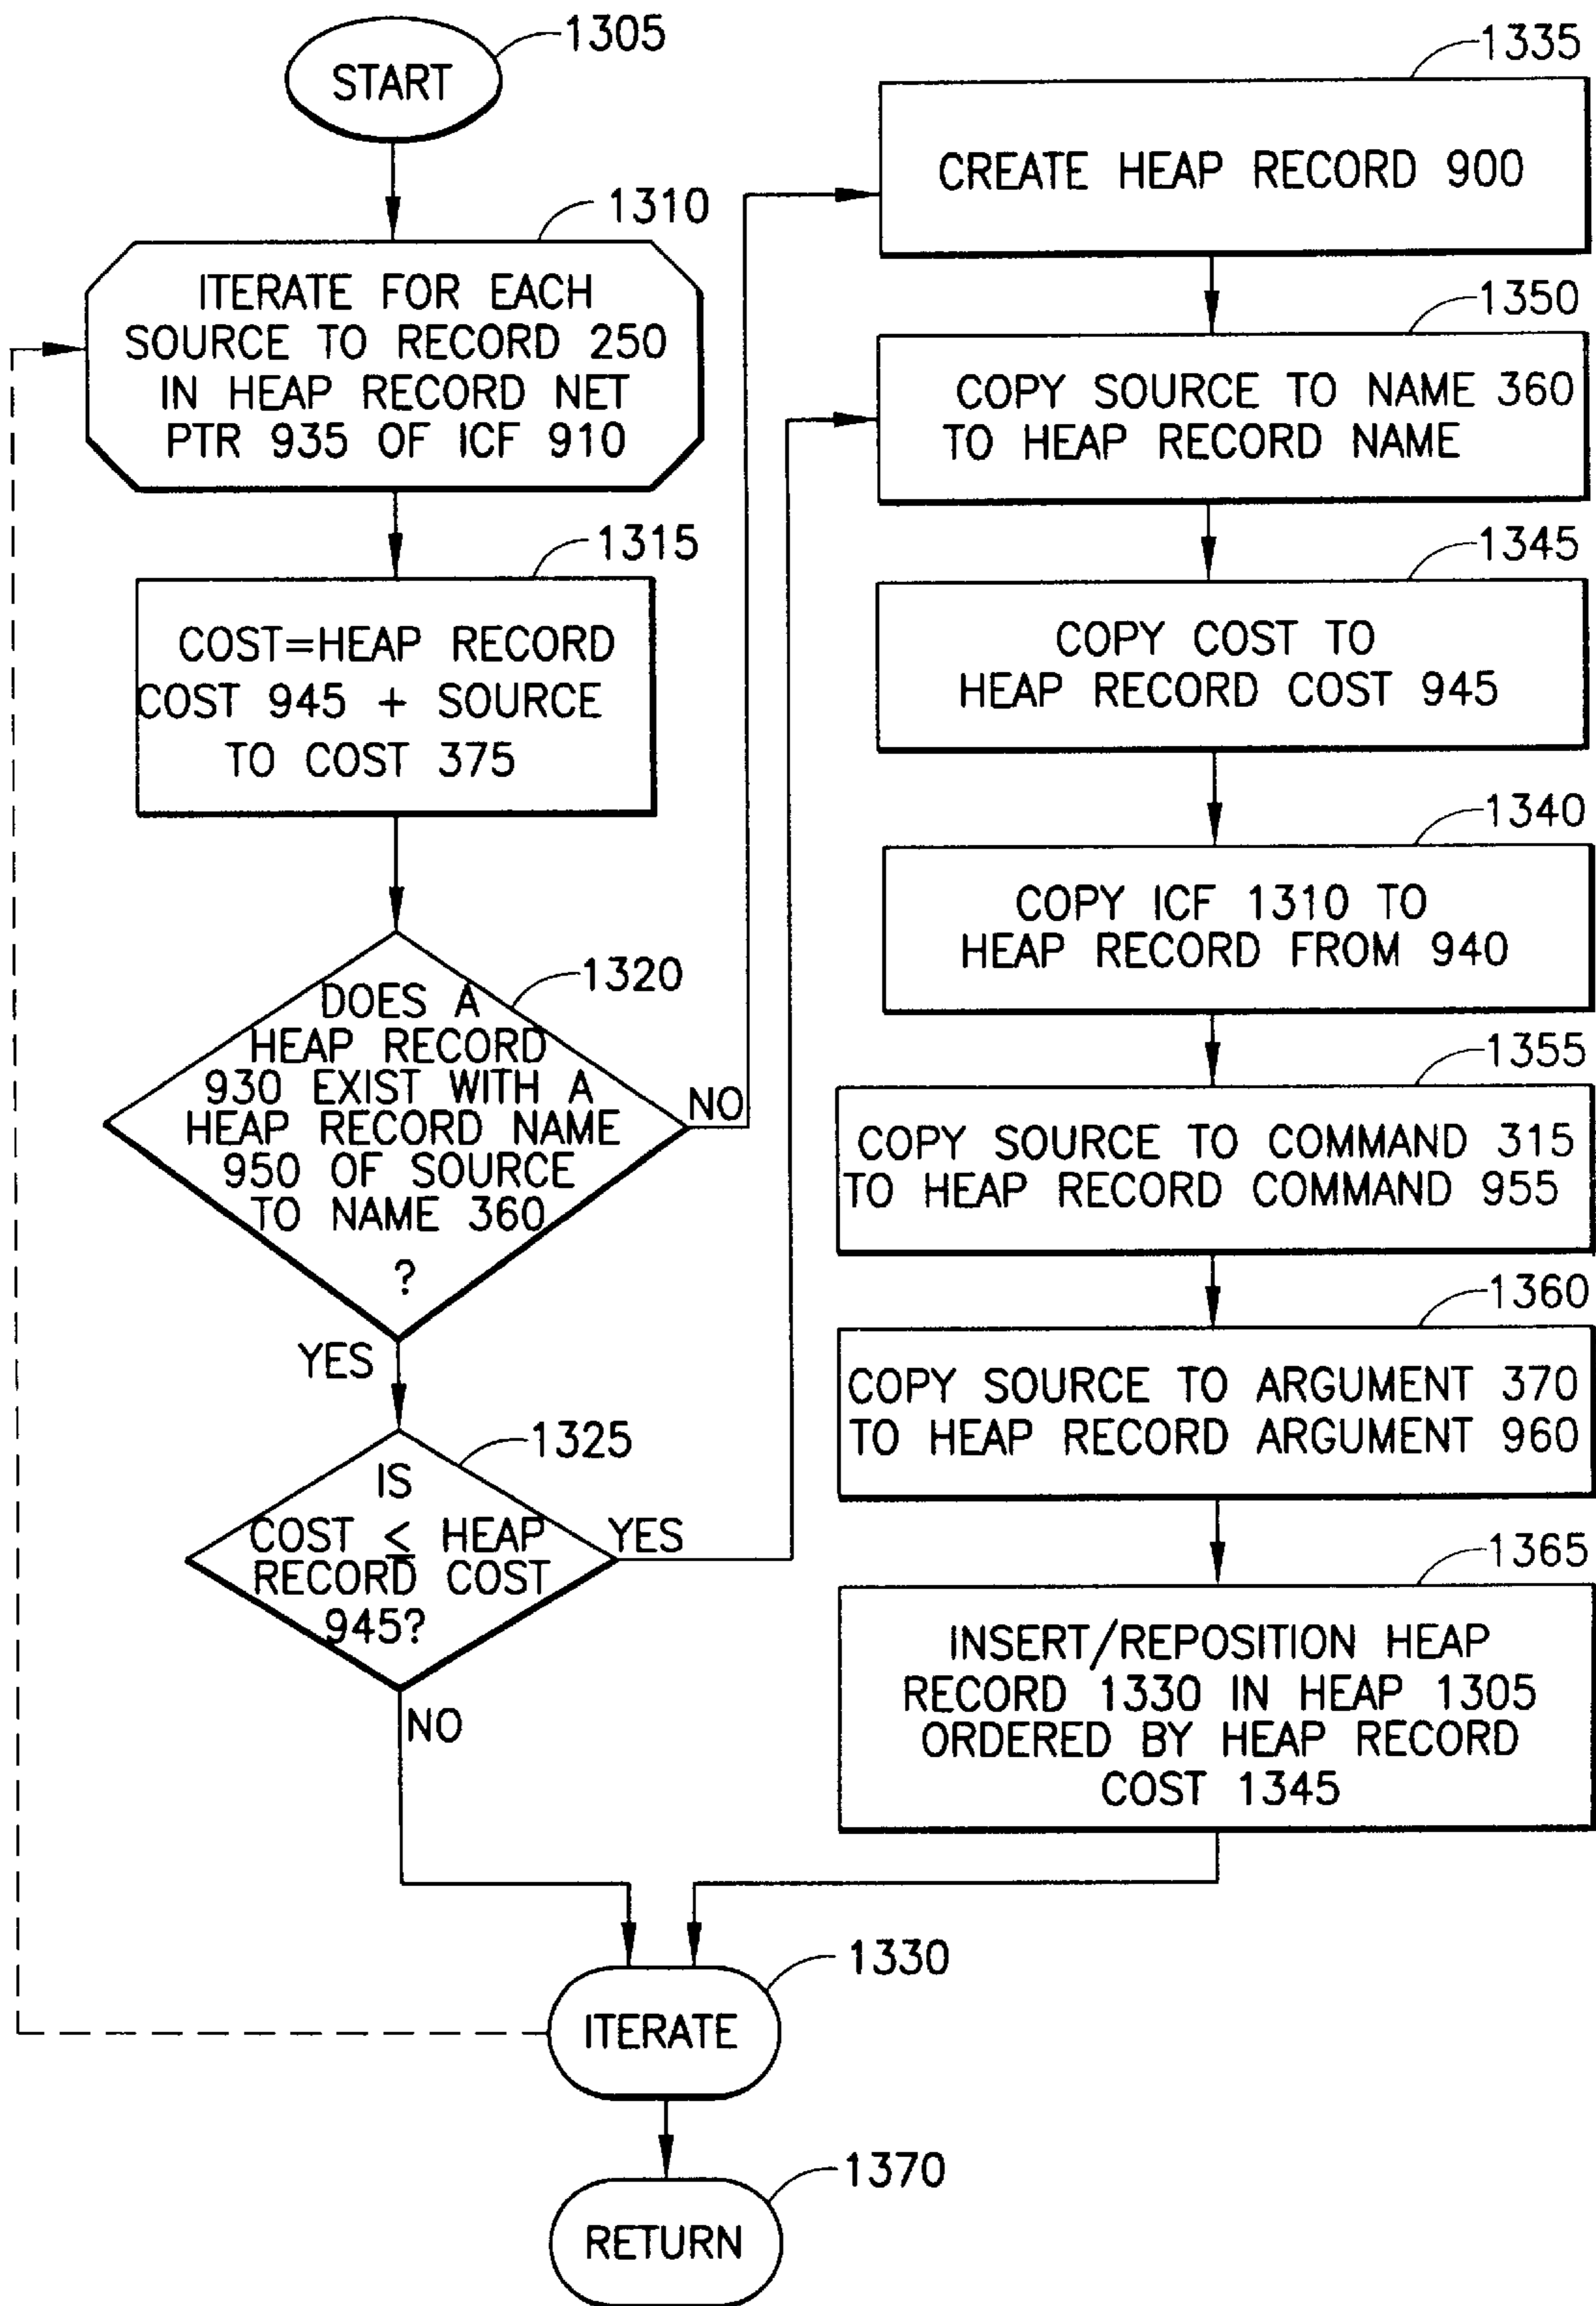 1305
START
1310
ITERATE FOR EACH
SOURCE TO RECORD 250
IN HEAP RECORD NET
PTR 935 OF ICF 910
1315
COST=HEAP RECORD
COST 945 + SOURCE
TO COST 375
1320
DOES A
HEAP RECORD
930 EXIST WITH A
HEAP RECORD NAME
950 OF SOURCE
TO NAME 360
?
NO
YES
1325
IS
COST ≤ HEAP
RECORD COST
945?
YES
NO
1335
CREATE HEAP RECORD 900
1350
COPY SOURCE TO NAME 360
TO HEAP RECORD NAME
1345
COPY COST TO
HEAP RECORD COST 945
1340
COPY ICF 1310 TO
HEAP RECORD FROM 940
1355
COPY SOURCE TO COMMAND 315
TO HEAP RECORD COMMAND 955
1360
COPY SOURCE TO ARGUMENT 370
TO HEAP RECORD ARGUMENT 960
1365
INSERT/REPOSITION HEAP
RECORD 1330 IN HEAP 1305
ORDERED BY HEAP RECORD
COST 1345
1330
ITERATE
1370
RETURN